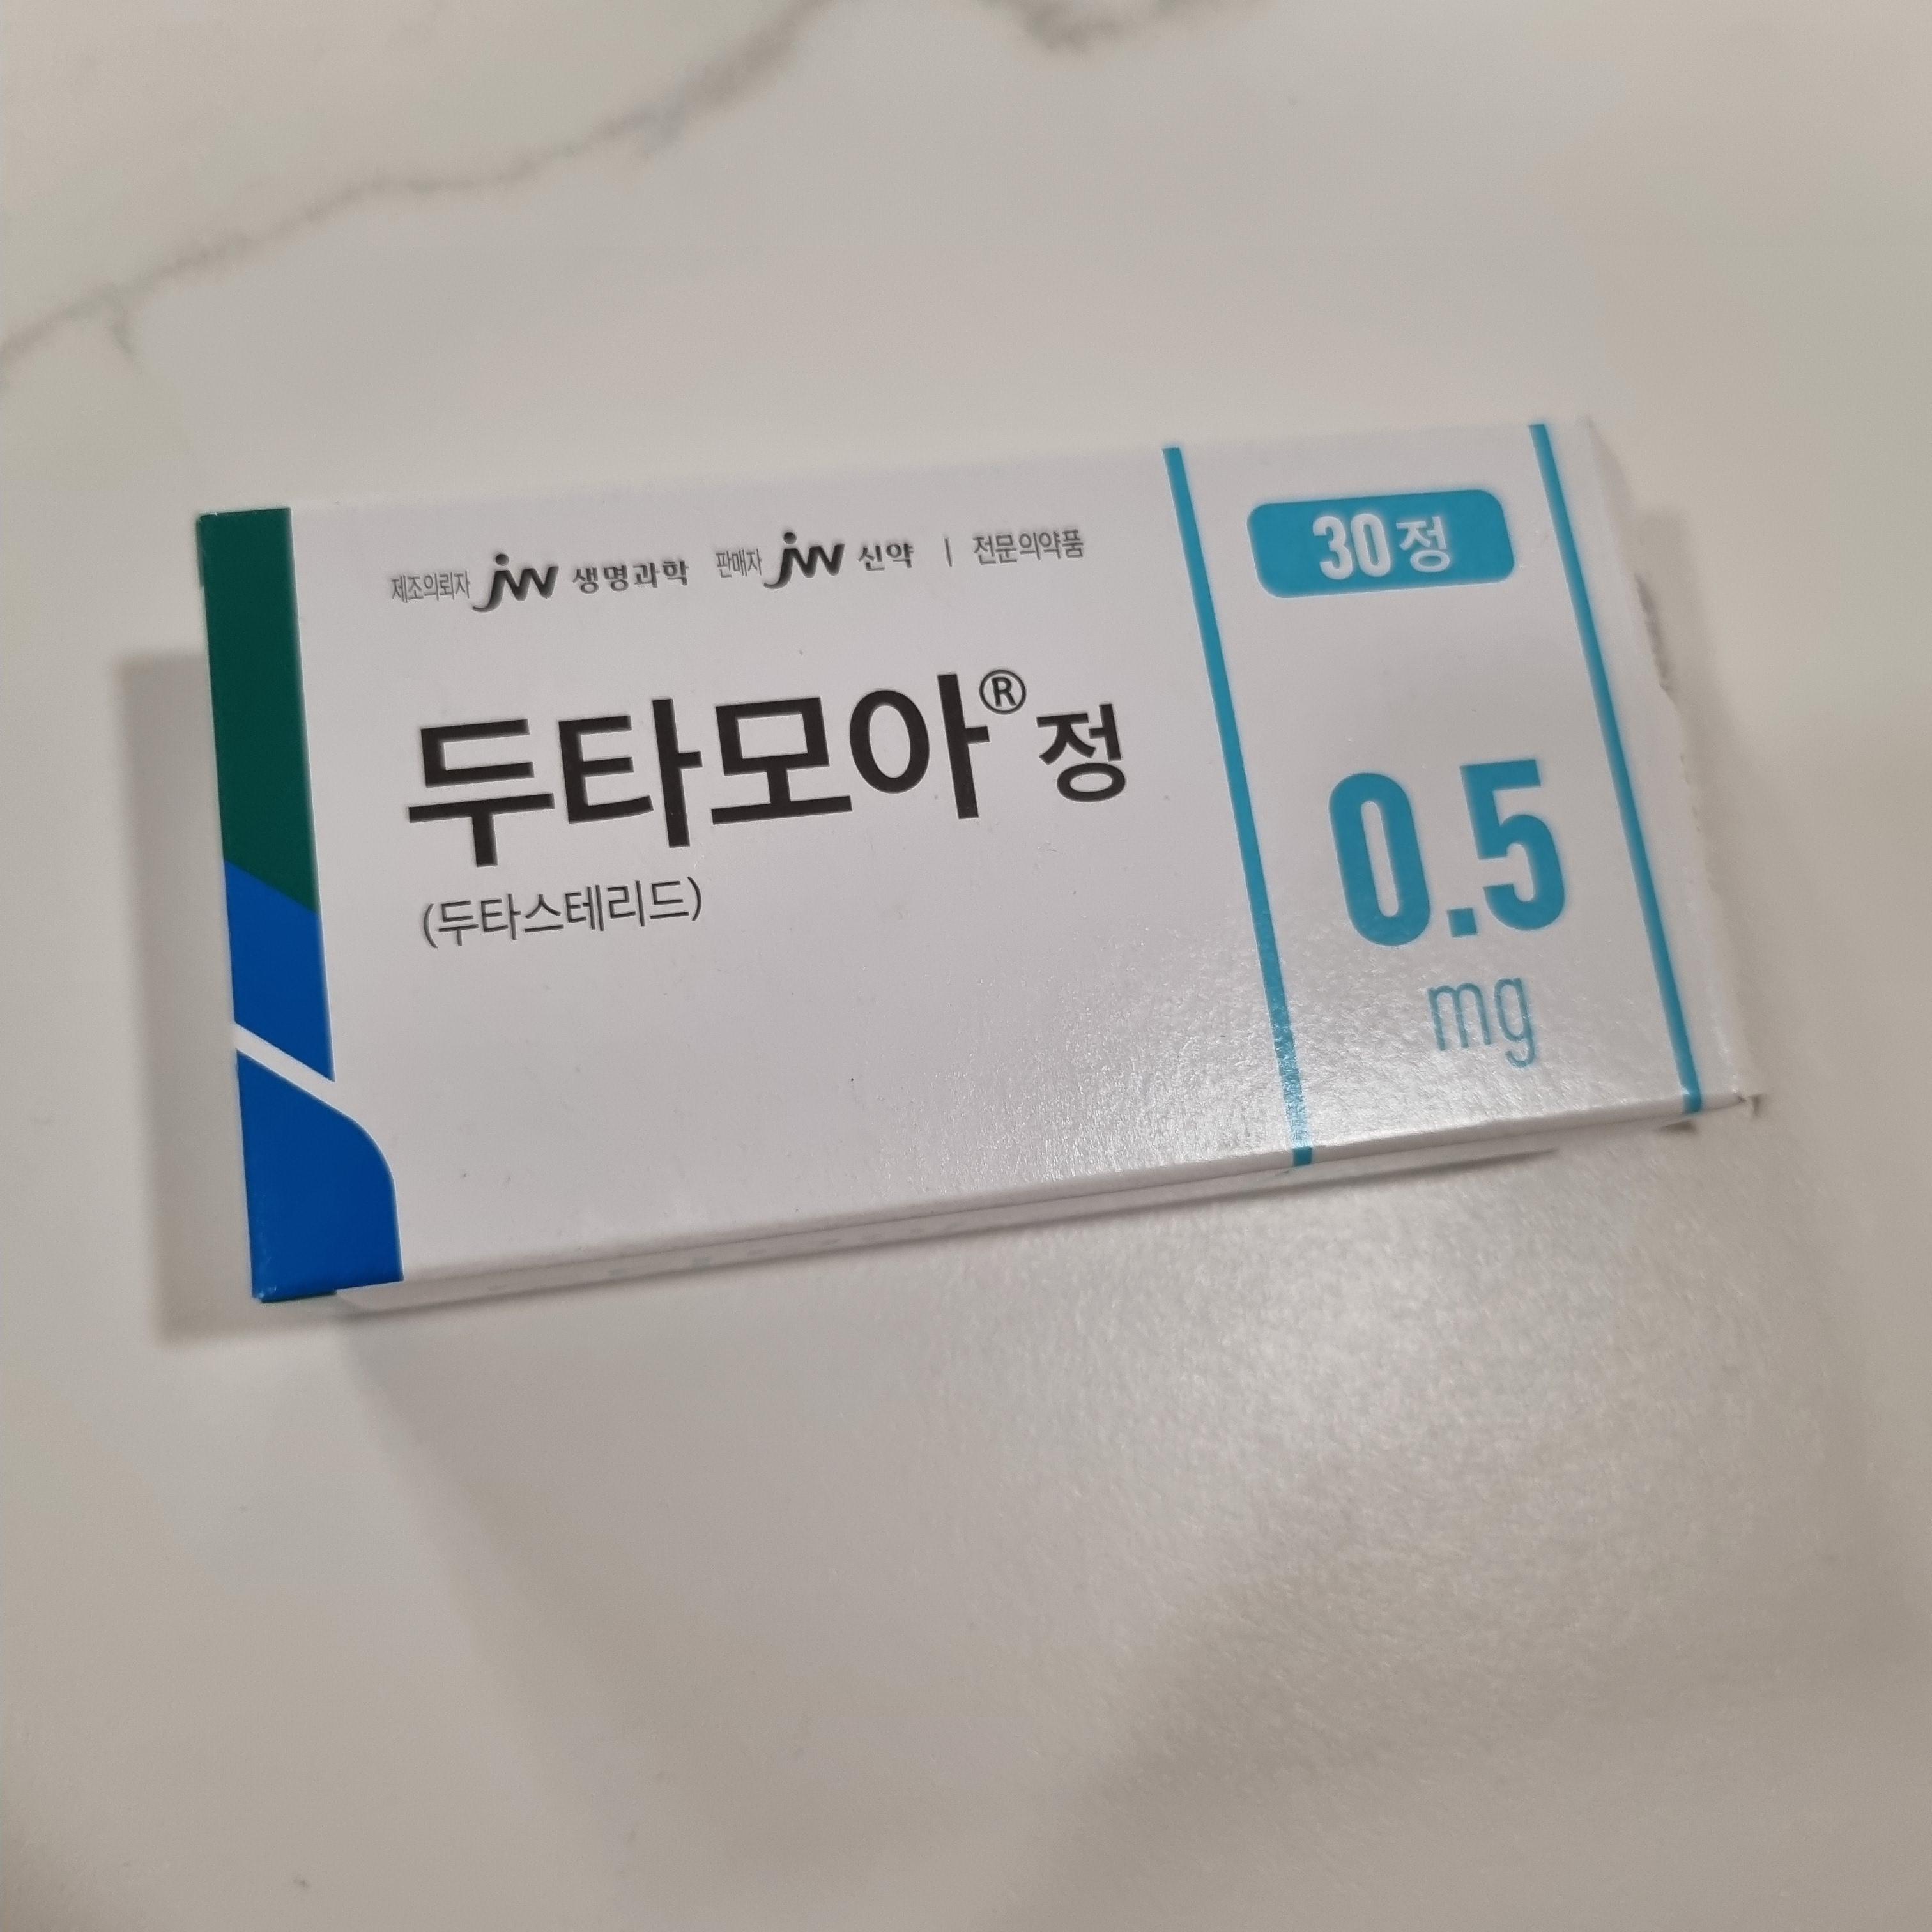 제조의뢰자 JW 생명과학 판매자 JW 신약 | 전문의약품
두타모아® 정
(두타스테리드)
30정
0.5
mg